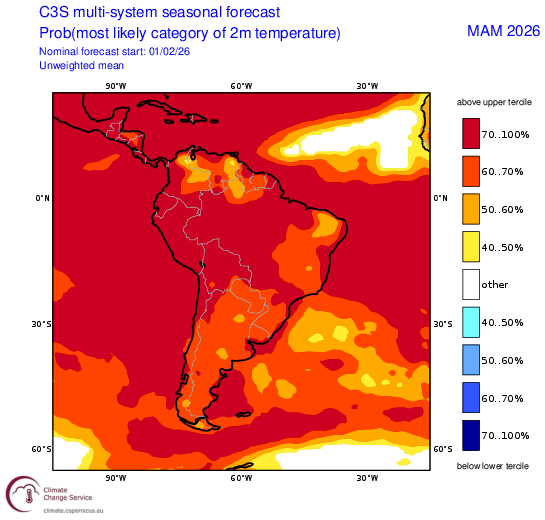 C3S multi-system seasonal forecast
Prob(most likely category of 2m temperature)
MAM 2026
Nominal forecast start: 01/02/26
Unweighted mean
90°W 60°W 30°W
above upper tercile
70..100%
60..70%
0°N 0°N
50..60%
40..50%
other
30°S 40..50% 30°S
50..60%
60..70%
70..100%
60°S 60°S
below lower tercile
90°W 60°W 30°W
Climate
Change Service
climate.copernicus.eu